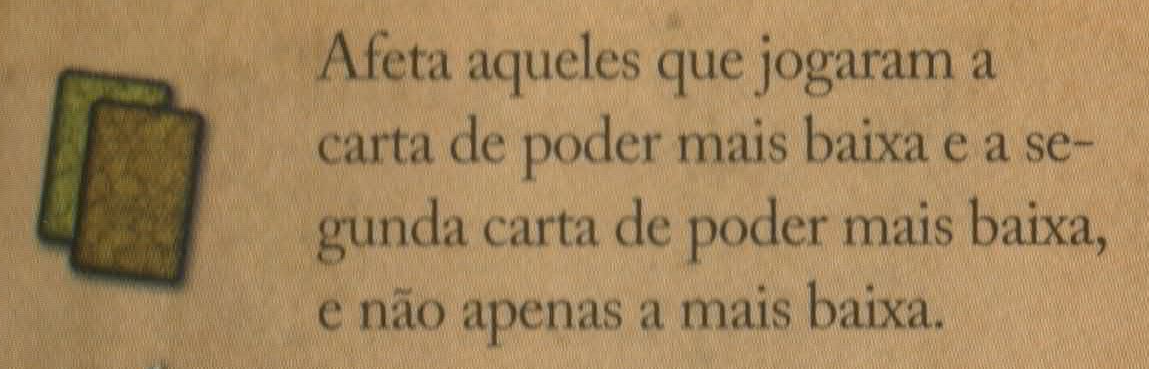 Afeta aqueles que jogaram a
carta de poder mais baixa e a se-
gunda carta de poder mais baixa,
e não apenas a mais baixa.